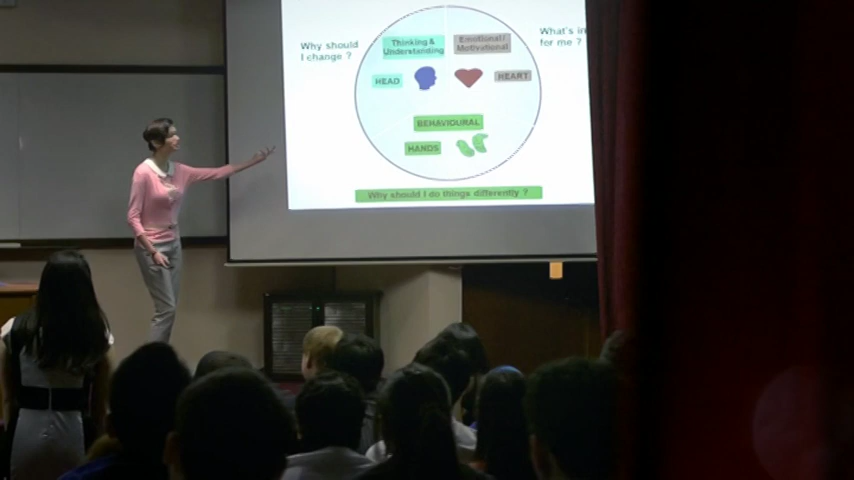 Why should
I change ?
Thinking &
Understanding
Emotional /
Motivational
What's in
for me ?
HEAD
HEART
BEHAVIOURAL
HANDS
Why should I do things differently ?